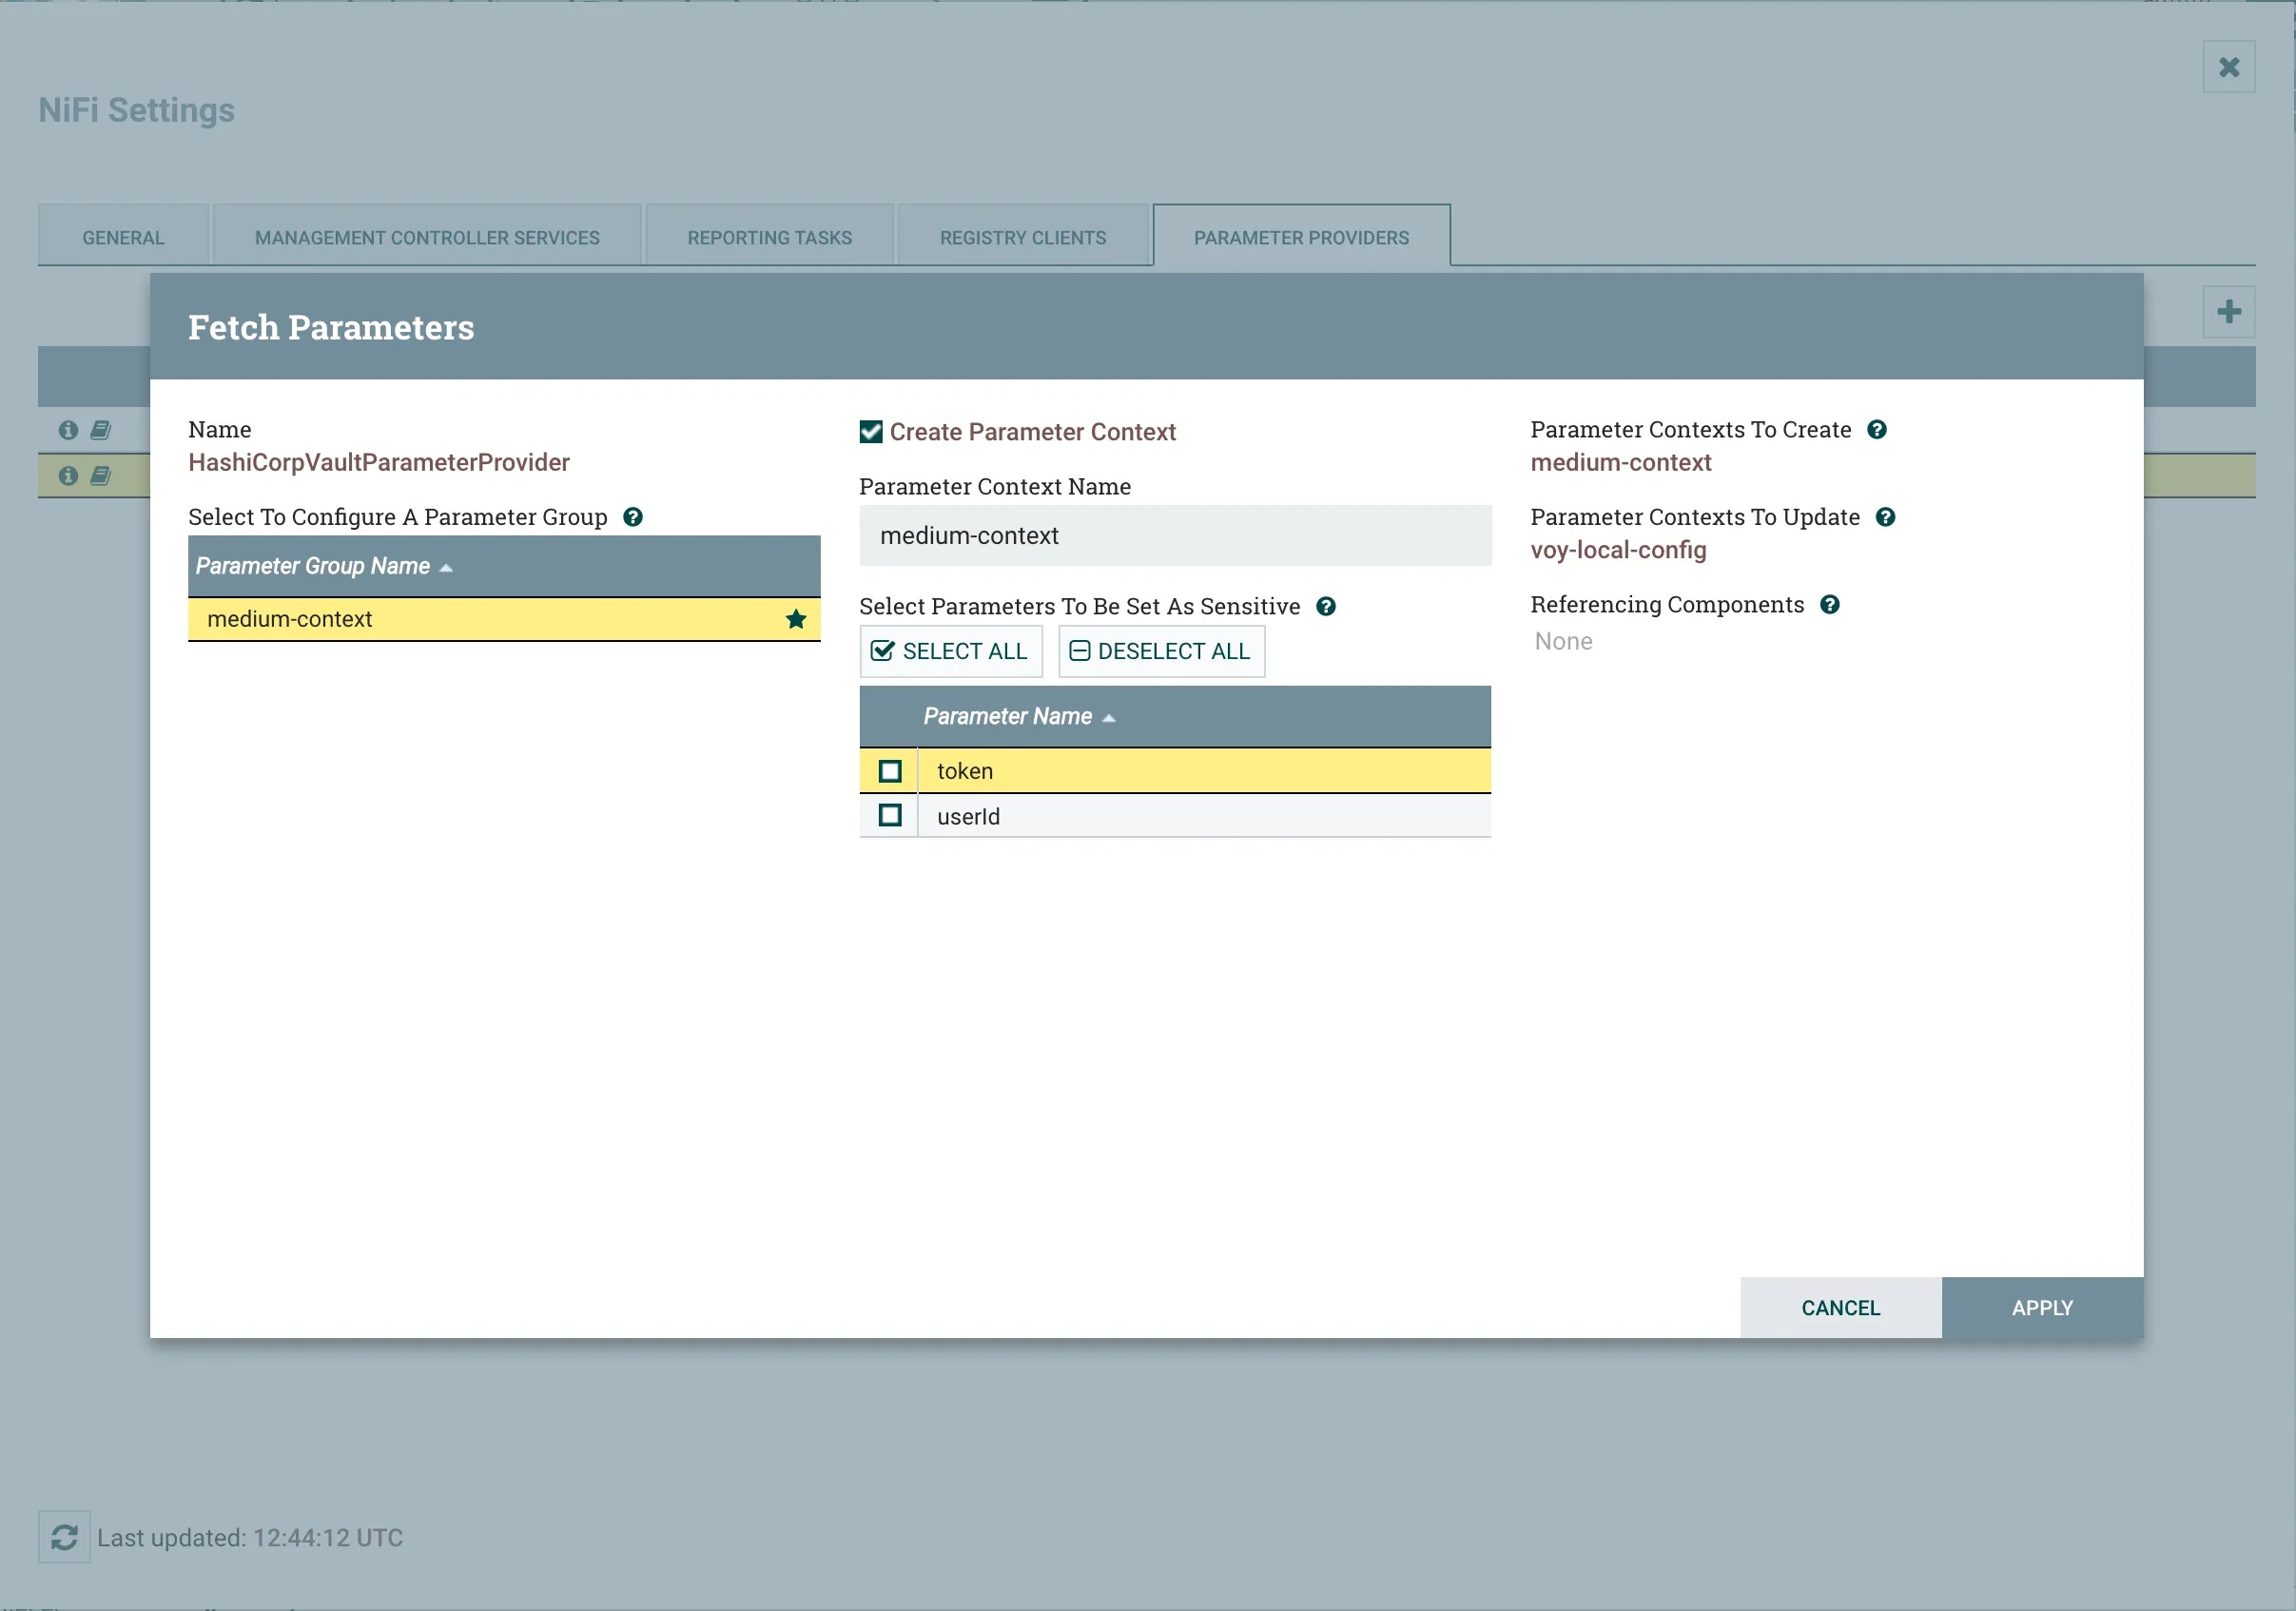 NiFi Settings
GENERAL
MANAGEMENT CONTROLLER SERVICES
REPORTING TASKS
REGISTRY CLIENTS
PARAMETER PROVIDERS
Fetch Parameters
Name
HashiCorpVaultParameterProvider
Select To Configure A Parameter Group
Parameter Group Name
medium-context
Create Parameter Context
Parameter Context Name
medium-context
Select Parameters To Be Set As Sensitive
SELECT ALL
DESELECT ALL
Parameter Name
token
userId
Parameter Contexts To Create
medium-context
Parameter Contexts To Update
voy-local-config
Referencing Components
None
CANCEL
APPLY
Last updated: 12:44:12 UTC